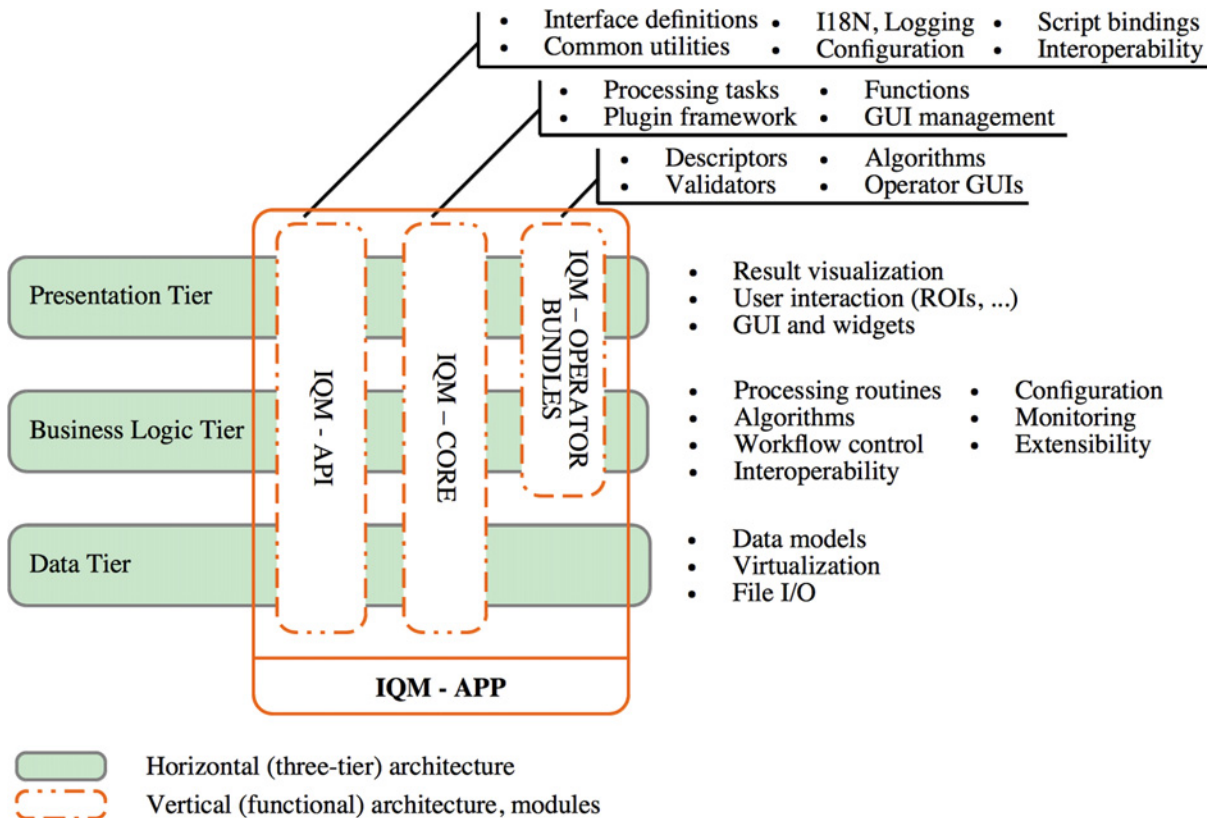 • Interface definitions • I18N, Logging • Script bindings
• Common utilities • Configuration • Interoperability
• Processing tasks • Functions
• Plugin framework • GUI management
• Descriptors • Algorithms
• Validators • Operator GUIs
IQM - API
IQM – CORE
IQM – OPERATOR
BUNDLES
Presentation Tier
• Result visualization
• User interaction (ROIs, ...)
• GUI and widgets
Business Logic Tier
• Processing routines • Configuration
• Algorithms • Monitoring
• Workflow control • Extensibility
• Interoperability
Data Tier
• Data models
• Virtualization
• File I/O
IQM - APP
Horizontal (three-tier) architecture
Vertical (functional) architecture, modules